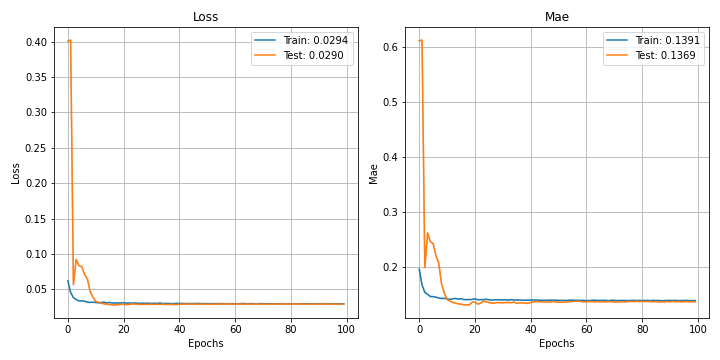 Loss
Train: 0.0294
Test: 0.0290
0.40
0.35
0.30
0.25
0.20
0.15
0.10
0.05
Loss
0 20 40 60 80 100
Epochs
Mae
Train: 0.1391
Test: 0.1369
0.6
0.5
0.4
0.3
0.2
Mae
0 20 40 60 80 100
Epochs